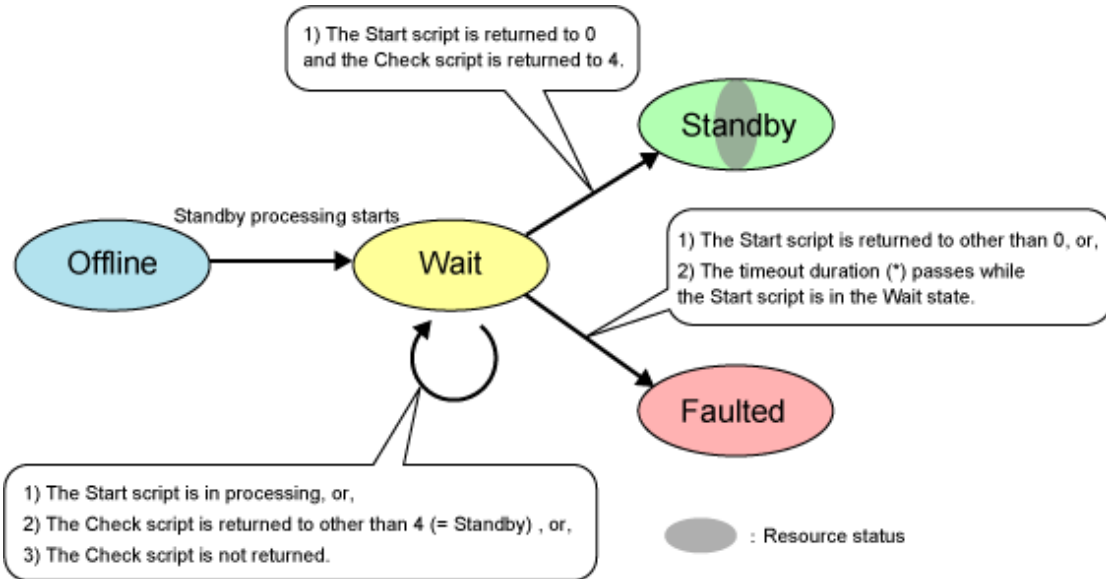 1) The Start script is returned to 0
and the Check script is returned to 4.
Standby
Standby processing starts
Offline
Wait
1) The Start script is returned to other than 0, or,
2) The timeout duration (*) passes while
the Start script is in the Wait state.
Faulted
1) The Start script is in processing, or,
2) The Check script is returned to other than 4 (= Standby) , or,
3) The Check script is not returned.
: Resource status